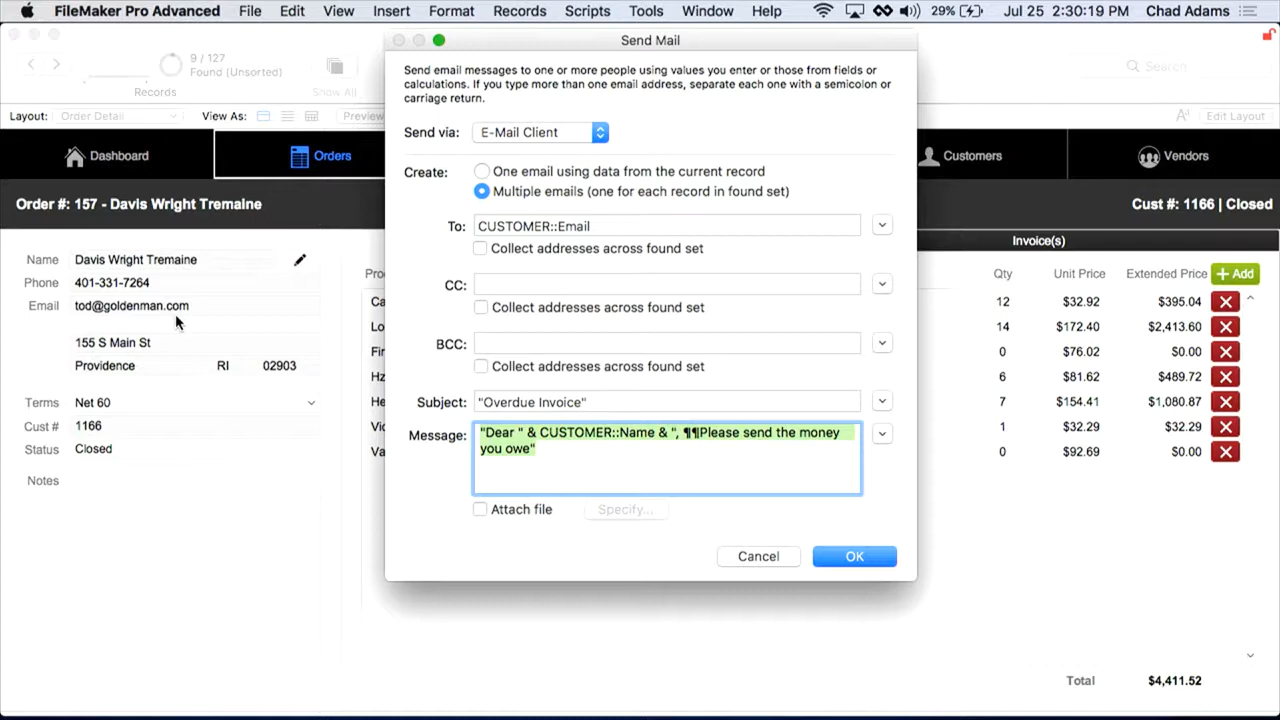 FileMaker Pro Advanced File Edit View Insert Format Records Scripts Tools Window Help 29% Jul 25 2:30:19 PM Chad Adams
Send Mail
9 / 127
Found (Unsorted)
Records
Show All
Search
Layout: Order Detail View As: Preview
Edit Layout
Dashboard Orders Customers Vendors
Order #: 157 - Davis Wright Tremaine
Cust #: 1166 | Closed
Name Davis Wright Tremaine
Phone 401-331-7264
Email tod@goldenman.com
155 S Main St
Providence RI 02903
Terms Net 60
Cust # 1166
Status Closed
Notes
Send email messages to one or more people using values you enter or those from fields or
calculations. If you type more than one email address, separate each one with a semicolon or
carriage return.
Send via: E-Mail Client
Create: One email using data from the current record
Multiple emails (one for each record in found set)
To: CUSTOMER::Email
Collect addresses across found set
CC:
Collect addresses across found set
BCC:
Collect addresses across found set
Subject: "Overdue Invoice"
Message: "Dear " & CUSTOMER::Name & ", ¶¶Please send the money
you owe"
Attach file Specify...
Cancel OK
Invoice(s)
Qty Unit Price Extended Price + Add
12 $32.92 $395.04
14 $172.40 $2,413.60
0 $76.02 $0.00
6 $81.62 $489.72
7 $154.41 $1,080.87
1 $32.29 $32.29
0 $92.69 $0.00
Total $4,411.52